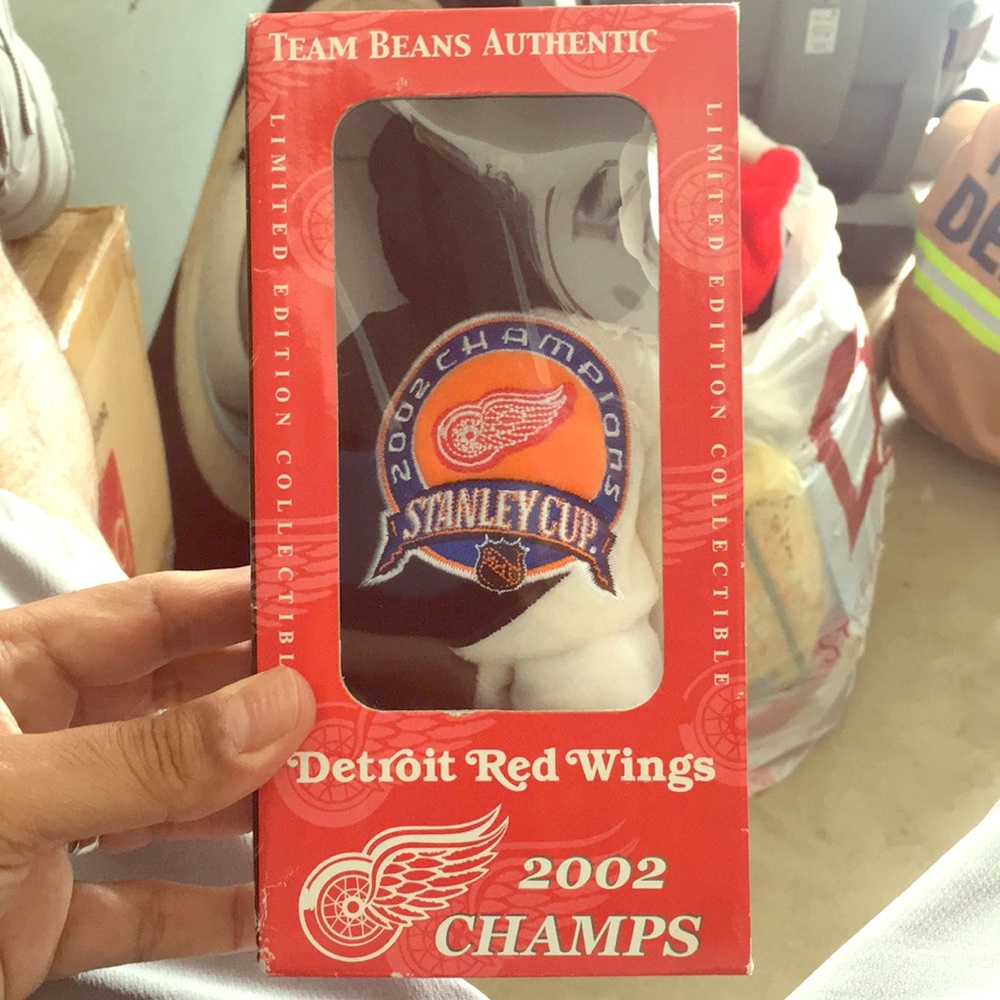 TEAM BEANS AUTHENTIC
LIMITED EDITION COLLECTIBLE
LIMITED EDITION COLLECTIBLE
2002 CHAMPIONS
STANLEY CUP
Detroit Red Wings
2002
CHAMPS